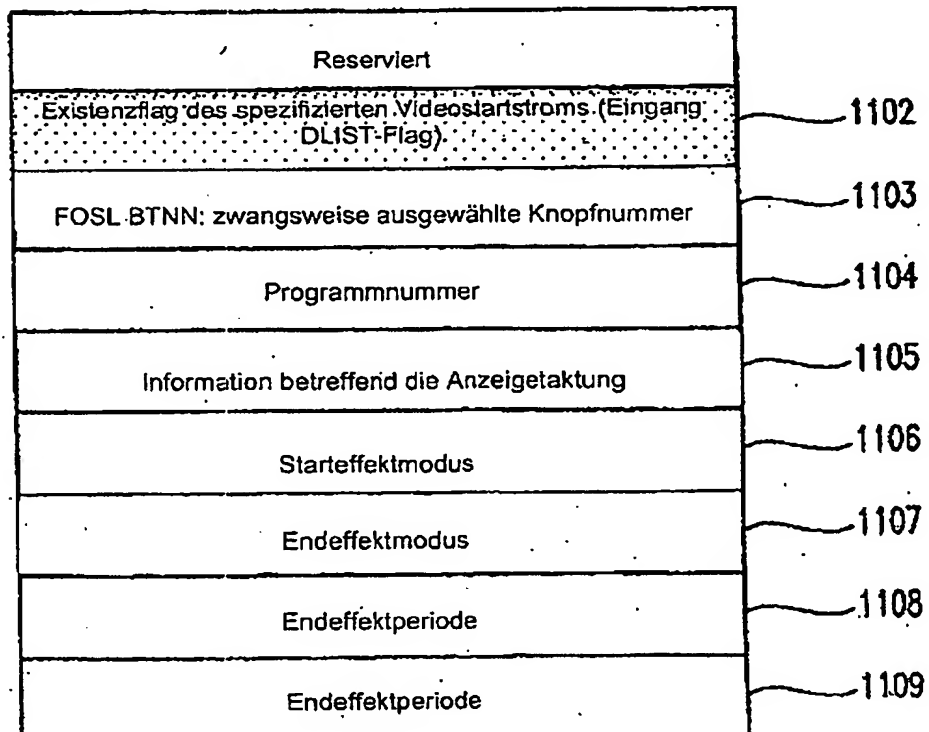 Reserviert
Existenzflag des spezifizierten Videostartstroms (Eingang
DLIST-Flag)
1102
FOSL BTNN: zwangsweise ausgewählte Knopfnummer
1103
Programmnummer
1104
Information betreffend die Anzeigetaktung
1105
Starteffektmodus
1106
Endeffektmodus
1107
Endeffektperiode
1108
Endeffektperiode
1109